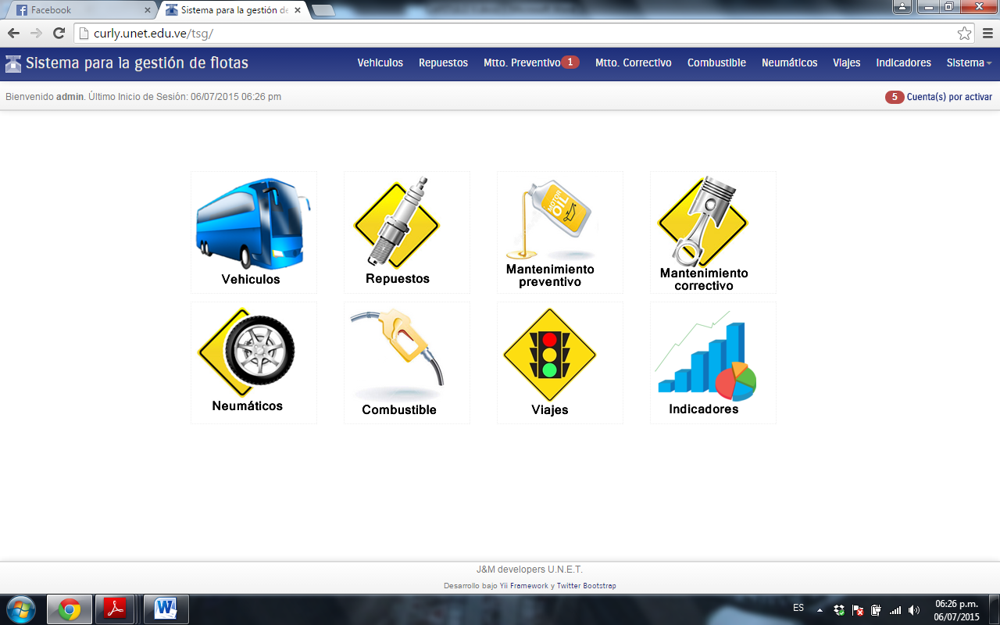 Facebook
Sistema para la gestión de
curly.unet.edu.ve/tsg/
Sistema para la gestión de flotas
Vehiculos Repuestos Mtto. Preventivo 1 Mtto. Correctivo Combustible Neumáticos Viajes Indicadores Sistema
Bienvenido admin. Último Inicio de Sesión: 06/07/2015 06:26 pm
5 Cuenta(s) por activar
Vehiculos
Repuestos
MOTOR
OIL
Mantenimiento
preventivo
Mantenimiento
correctivo
Neumáticos
Combustible
Viajes
Indicadores
J&M developers U.N.E.T.
Desarrollo bajo Yii Framework y Twitter Bootstrap
ES
06:26 p.m.
06/07/2015